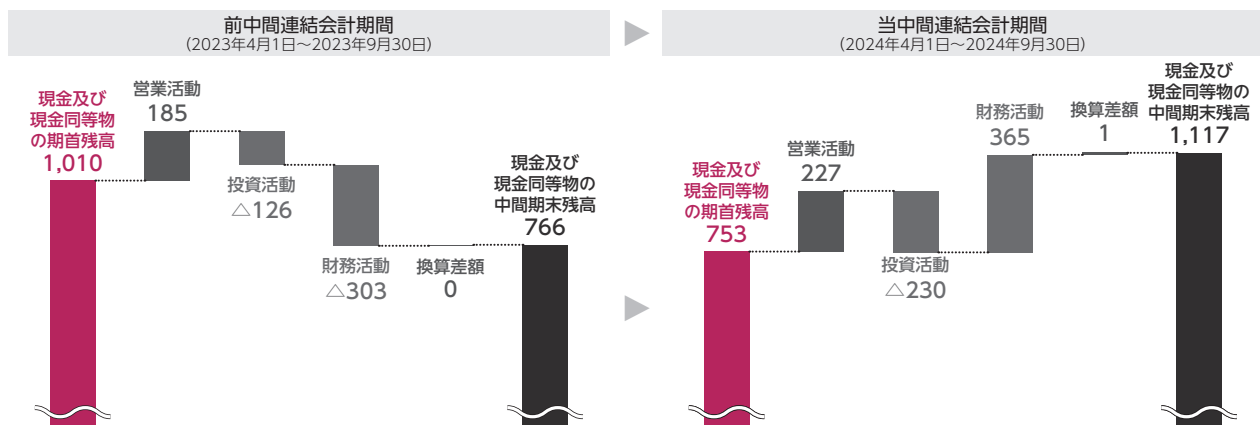 前中間連結会計期間
(2023年4月1日～2023年9月30日)
現金及び
現金同等物
の期首残高
1,010
営業活動
185
投資活動
△126
財務活動
△303
換算差額
0
現金及び
現金同等物の
中間期末残高
766
当中間連結会計期間
(2024年4月1日～2024年9月30日)
現金及び
現金同等物
の期首残高
753
営業活動
227
投資活動
△230
財務活動
365
換算差額
1
現金及び
現金同等物の
中間期末残高
1,117